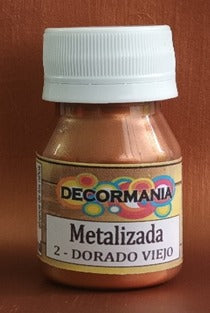 DECORMANIA
Metalizada
2 - DORADO VIEJO